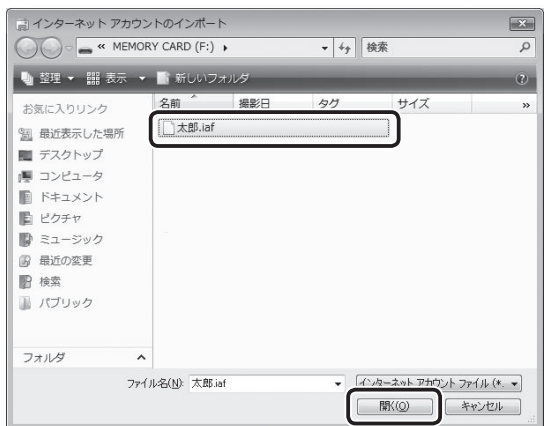 インターネット アカウントのインポート
« MEMORY CARD (F:) 検索
整理 表示 新しいフォルダ
お気に入りリンク
名前 撮影日 タグ サイズ »
最近表示した場所
太郎.iaf
デスクトップ
コンピュータ
ドキュメント
ピクチャ
ミュージック
最近の変更
検索
パブリック
フォルダ
ファイル名(N): 太郎.iaf
インターネット アカウント ファイル (*.
開く(O) キャンセル